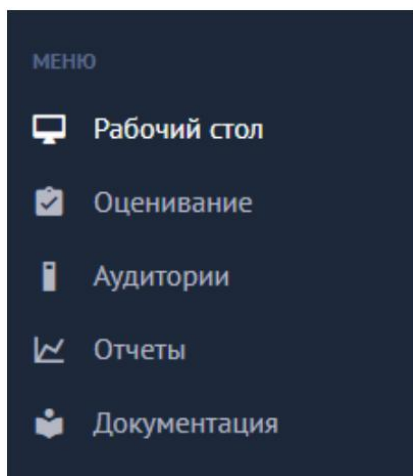 МЕНЮ
Рабочий стол
Оценивание
Аудитории
Отчеты
Документация